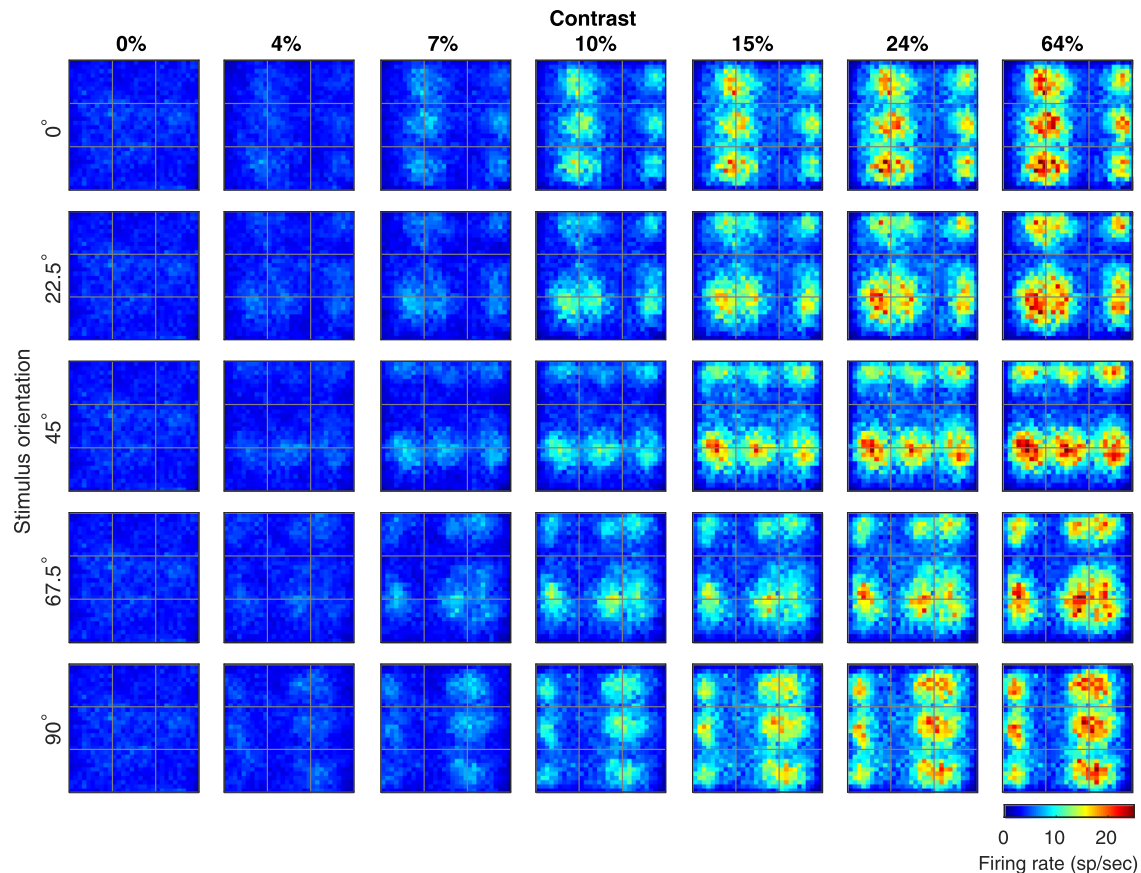 Contrast
0% 4% 7% 10% 15% 24% 64%
Stimulus orientation
0°
22.5°
45°
67.5°
90°
0 10 20
Firing rate (sp/sec)